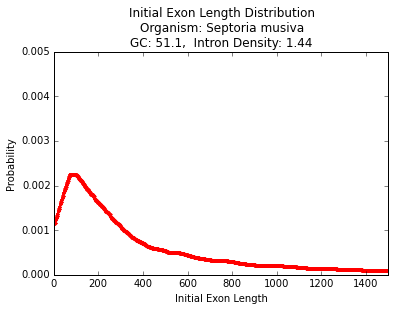 Initial Exon Length Distribution
Organism: Septoria musiva
GC: 51.1,  Intron Density: 1.44
0.005
0.004
0.003
0.002
0.001
0.000
Probability
0 200 400 600 800 1000 1200 1400
Initial Exon Length